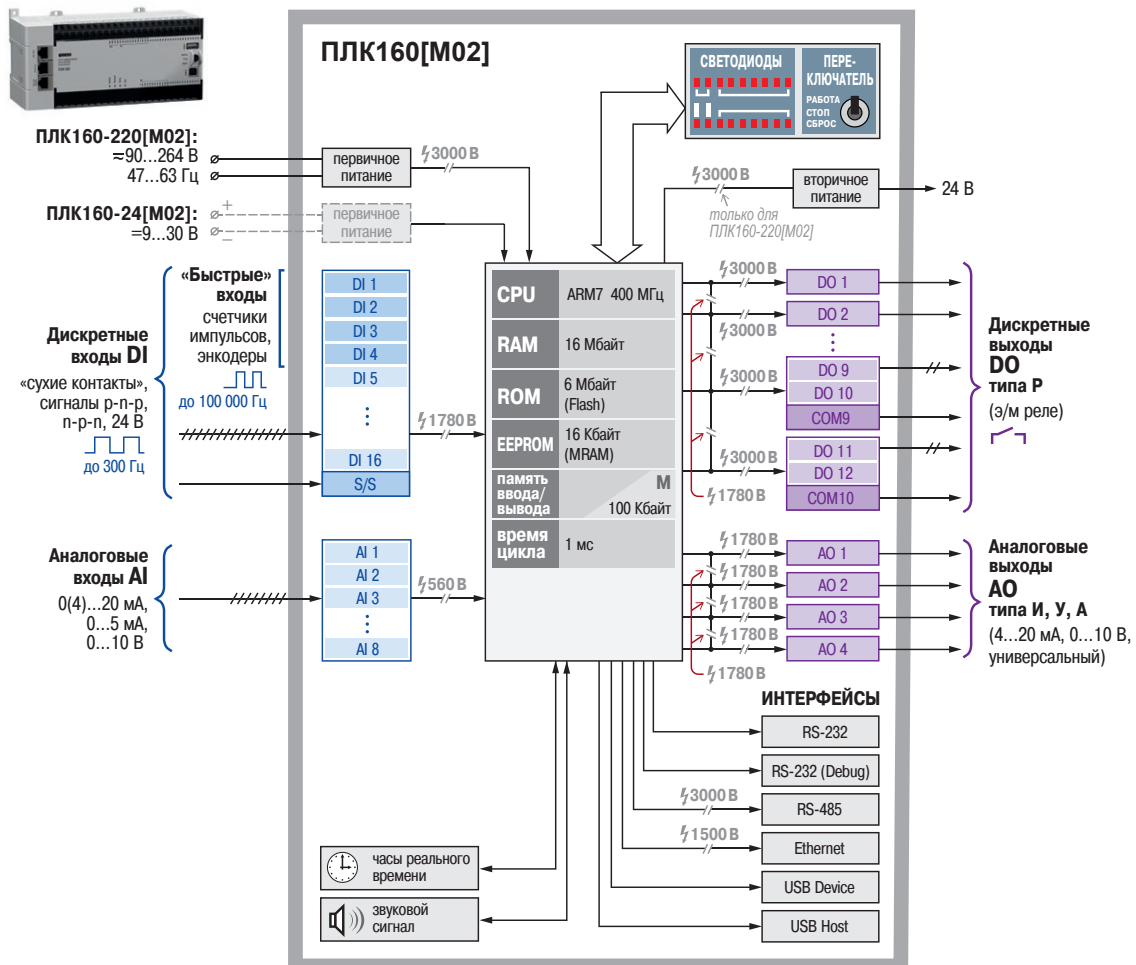 ПЛК160[М02]
СВЕТОДИОДЫ
ПЕРЕ-
КЛЮЧАТЕЛЬ
РАБОТА
СТОП
СБРОС
ПЛК160-220[М02]:
≂90...264 В
47...63 Гц
первичное
питание
3000 В
ПЛК160-24[М02]:
=9...30 В
+
–
первичное
питание
3000 В
вторичное
питание
24 В
только для
ПЛК160-220[М02]
«Быстрые»
входы
счетчики
импульсов,
энкодеры
до 100 000 Гц
Дискретные
входы DI
«сухие контакты»,
сигналы p-n-p,
n-p-n, 24 В
до 300 Гц
DI 1
DI 2
DI 3
DI 4
DI 5
DI 16
S/S
1780 В
CPU
ARM7 400 МГц
RAM
16 Мбайт
ROM
6 Мбайт
(Flash)
EEPROM
16 Кбайт
(MRAM)
память
ввода/
вывода
М
100 Кбайт
время
цикла
1 мс
3000 В
DO 1
DO 2
3000 В
3000 В
DO 9
DO 10
COM9
3000 В
DO 11
DO 12
COM10
1780 В
Дискретные
выходы
DO
типа Р
(э/м реле)
Аналоговые
входы AI
0(4)...20 мА,
0...5 мА,
0...10 В
AI 1
AI 2
AI 3
AI 8
560 В
1780 В
AO 1
1780 В
AO 2
1780 В
AO 3
1780 В
AO 4
1780 В
Аналоговые
выходы
AO
типа И, У, А
(4...20 мА, 0...10 В,
универсальный)
ИНТЕРФЕЙСЫ
RS-232
RS-232 (Debug)
3000 В
RS-485
1500 В
Ethernet
USB Device
USB Host
часы реального
времени
звуковой
сигнал